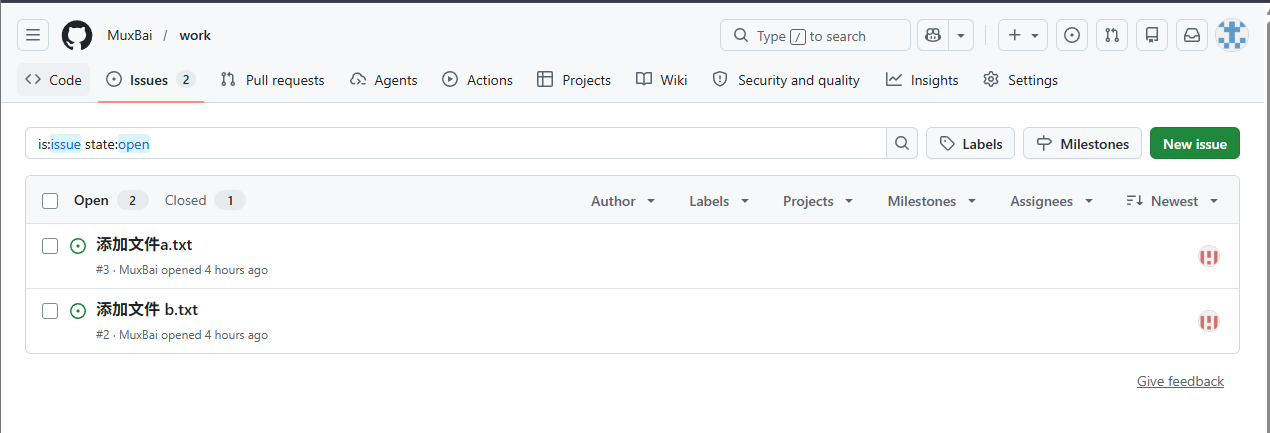 MuxBai / work
Type / to search
Code Issues 2 Pull requests Agents Actions Projects Wiki Security and quality Insights Settings
is:issue state:open
Labels Milestones New issue
Open 2 Closed 1 Author Labels Projects Milestones Assignees Newest
添加文件a.txt
#3 · MuxBai opened 4 hours ago
添加文件 b.txt
#2 · MuxBai opened 4 hours ago
Give feedback